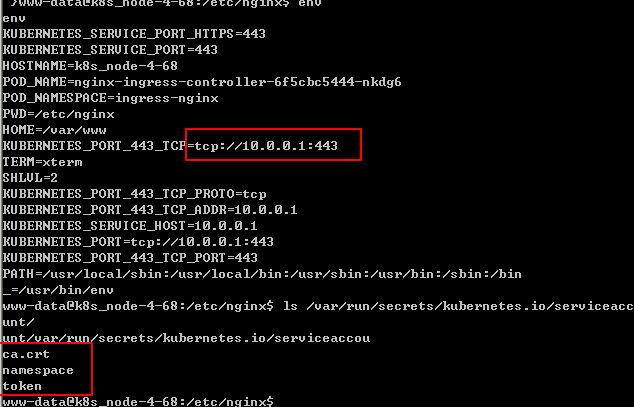 }www-data@k8s_node-4-68:/etc/nginx$ env
env
KUBERNETES_SERVICE_PORT_HTTPS=443
KUBERNETES_SERVICE_PORT=443
HOSTNAME=k8s_node-4-68
POD_NAME=nginx-ingress-controller-6f5cbc5444-nkdg6
POD_NAMESPACE=ingress-nginx
PWD=/etc/nginx
HOME=/var/www
KUBERNETES_PORT_443_TCP=tcp://10.0.0.1:443
TERM=xterm
SHLVL=2
KUBERNETES_PORT_443_TCP_PROTO=tcp
KUBERNETES_PORT_443_TCP_ADDR=10.0.0.1
KUBERNETES_SERVICE_HOST=10.0.0.1
KUBERNETES_PORT=tcp://10.0.0.1:443
KUBERNETES_PORT_443_TCP_PORT=443
PATH=/usr/local/sbin:/usr/local/bin:/usr/sbin:/usr/bin:/sbin:/bin
_=/usr/bin/env
www-data@k8s_node-4-68:/etc/nginx$ ls /var/run/secrets/kubernetes.io/serviceacco
unt/
unt/var/run/secrets/kubernetes.io/serviceaccou
ca.crt
namespace
token
www-data@k8s_node-4-68:/etc/nginx$